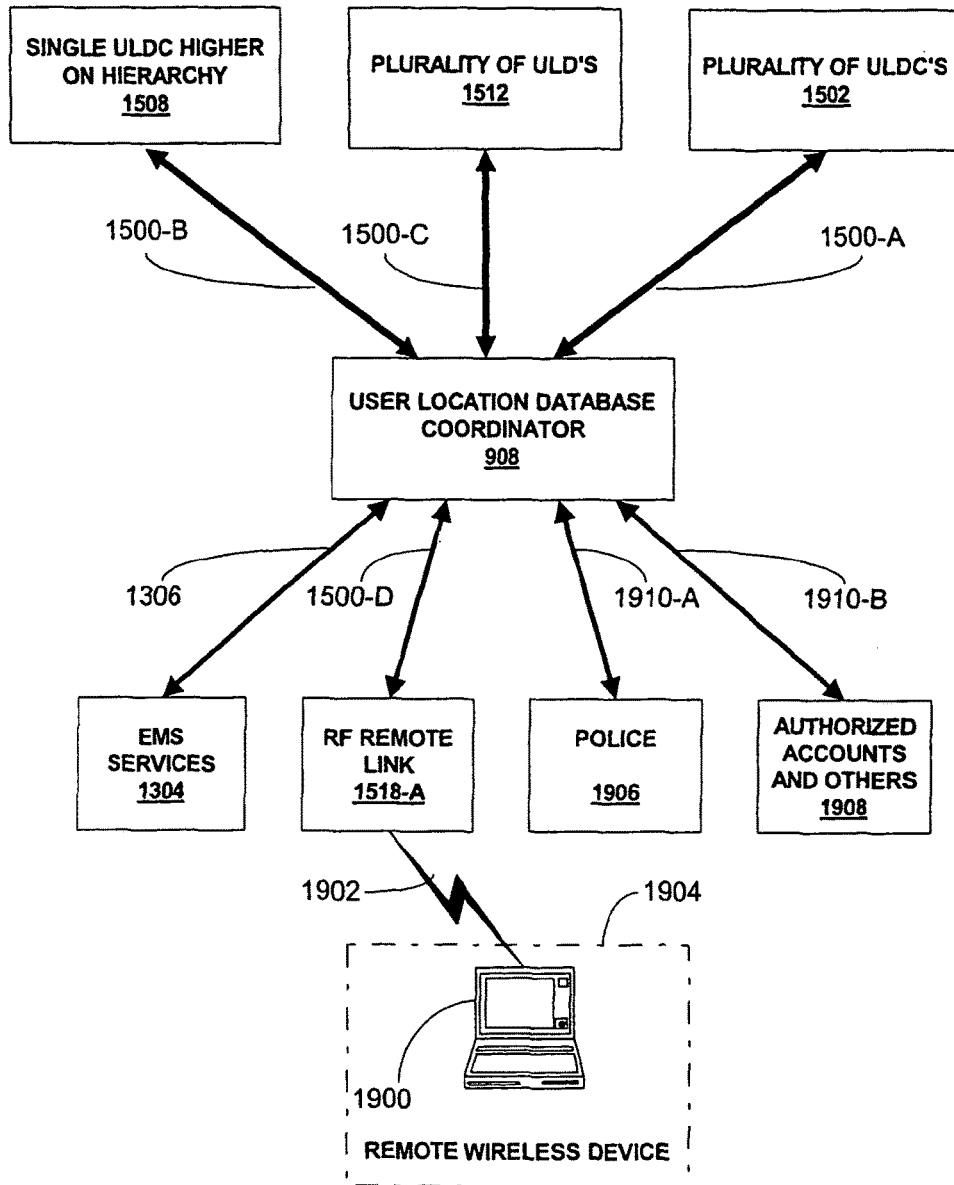 SINGLE ULDC HIGHER
ON HIERARCHY
1508
PLURALITY OF ULD'S
1512
PLURALITY OF ULDC'S
1502
1500-B
1500-C
1500-A
USER LOCATION DATABASE
COORDINATOR
908
1306
1500-D
1910-A
1910-B
EMS
SERVICES
1304
RF REMOTE
LINK
1518-A
POLICE
1906
AUTHORIZED
ACCOUNTS
AND OTHERS
1908
1902
1904
1900
REMOTE WIRELESS DEVICE